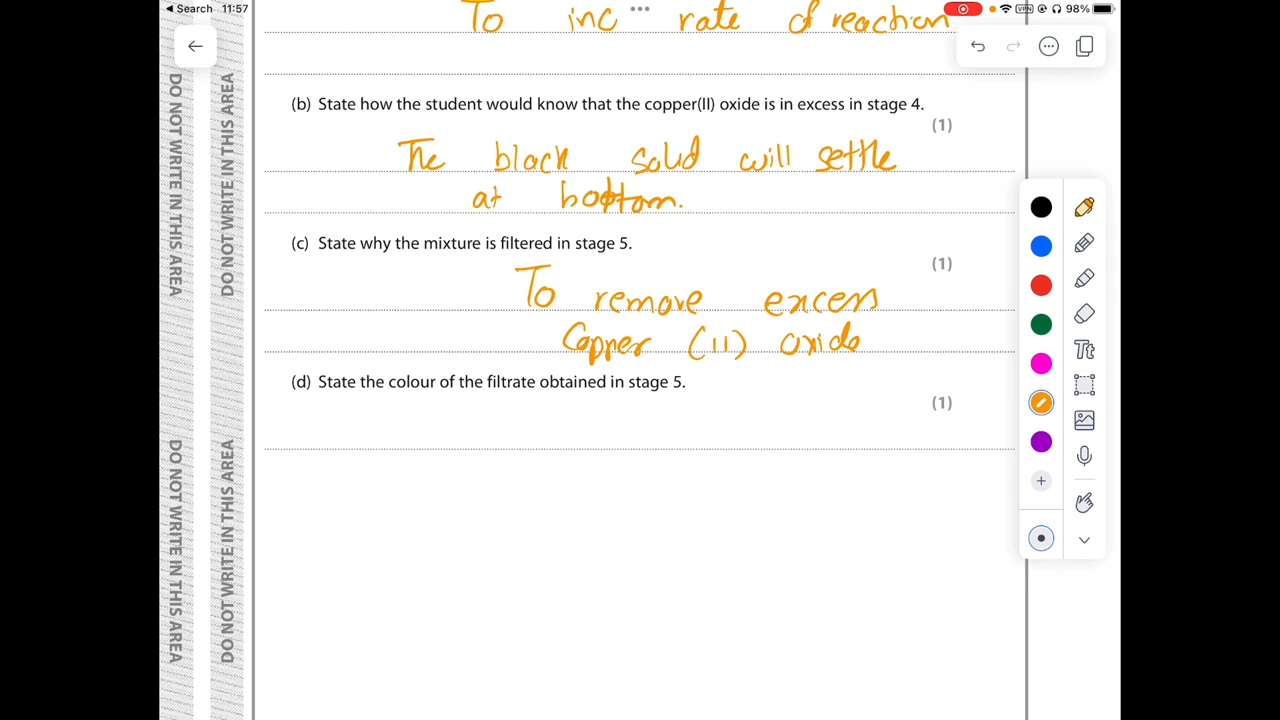 Search 11:57
VPN 98%
To inc rate of reaction
(b) State how the student would know that the copper(II) oxide is in excess in stage 4.
(1)
The black solid will settle
at bottom.
(c) State why the mixture is filtered in stage 5.
(1)
To remove excess
Copper (II) oxide
(d) State the colour of the filtrate obtained in stage 5.
(1)
DO NOT WRITE IN THIS AREA
DO NOT WRITE IN THIS AREA
DO NOT WRITE IN THIS AREA
DO NOT WRITE IN THIS AREA
Tt